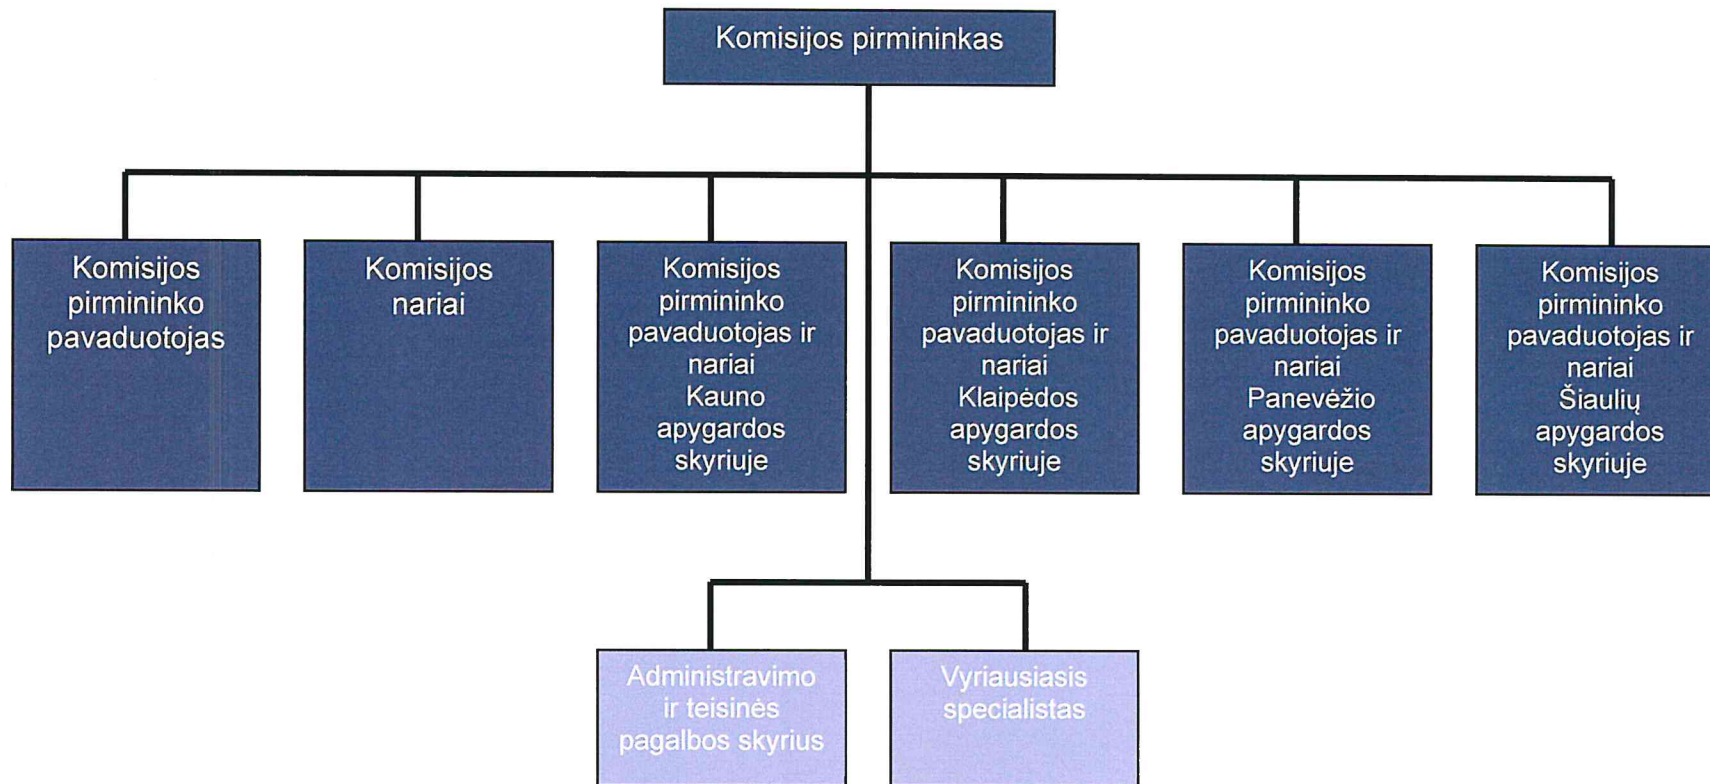 Komisijos pirmininkas
Komisijos
pirmininko
pavaduotojas
Komisijos
nariai
Komisijos
pirmininko
pavaduotojas ir
nariai
Kauno
apygardos
skyriuje
Komisijos
pirmininko
pavaduotojas ir
nariai
Klaipėdos
apygardos
skyriuje
Komisijos
pirmininko
pavaduotojas ir
nariai
Panevėžio
apygardos
skyriuje
Komisijos
pirmininko
pavaduotojas ir
nariai
Šiaulių
apygardos
skyriuje
Administravimo
ir teisinės
pagalbos skyrius
Vyriausiasis
specialistas